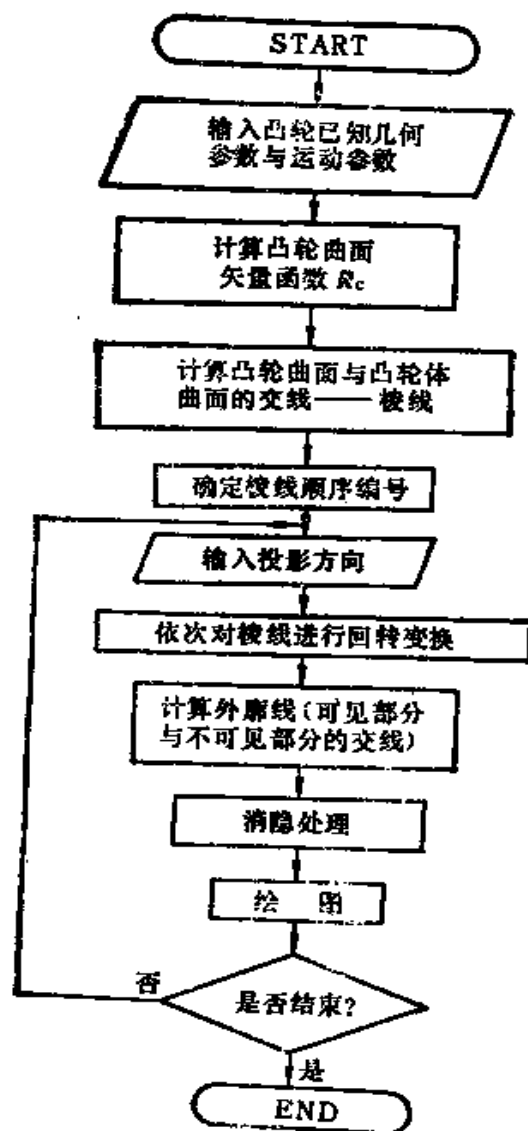 START
输入凸轮已知几何
参数与运动参数
计算凸轮曲面
矢量函数 Rc
计算凸轮曲面与凸轮体
曲面的交线——棱线
确定棱线顺序编号
输入投影方向
依次对棱线进行回转变换
计算外廓线(可见部分
与不可见部分的交线)
消隐处理
绘 图
否
是否结束?
是
END